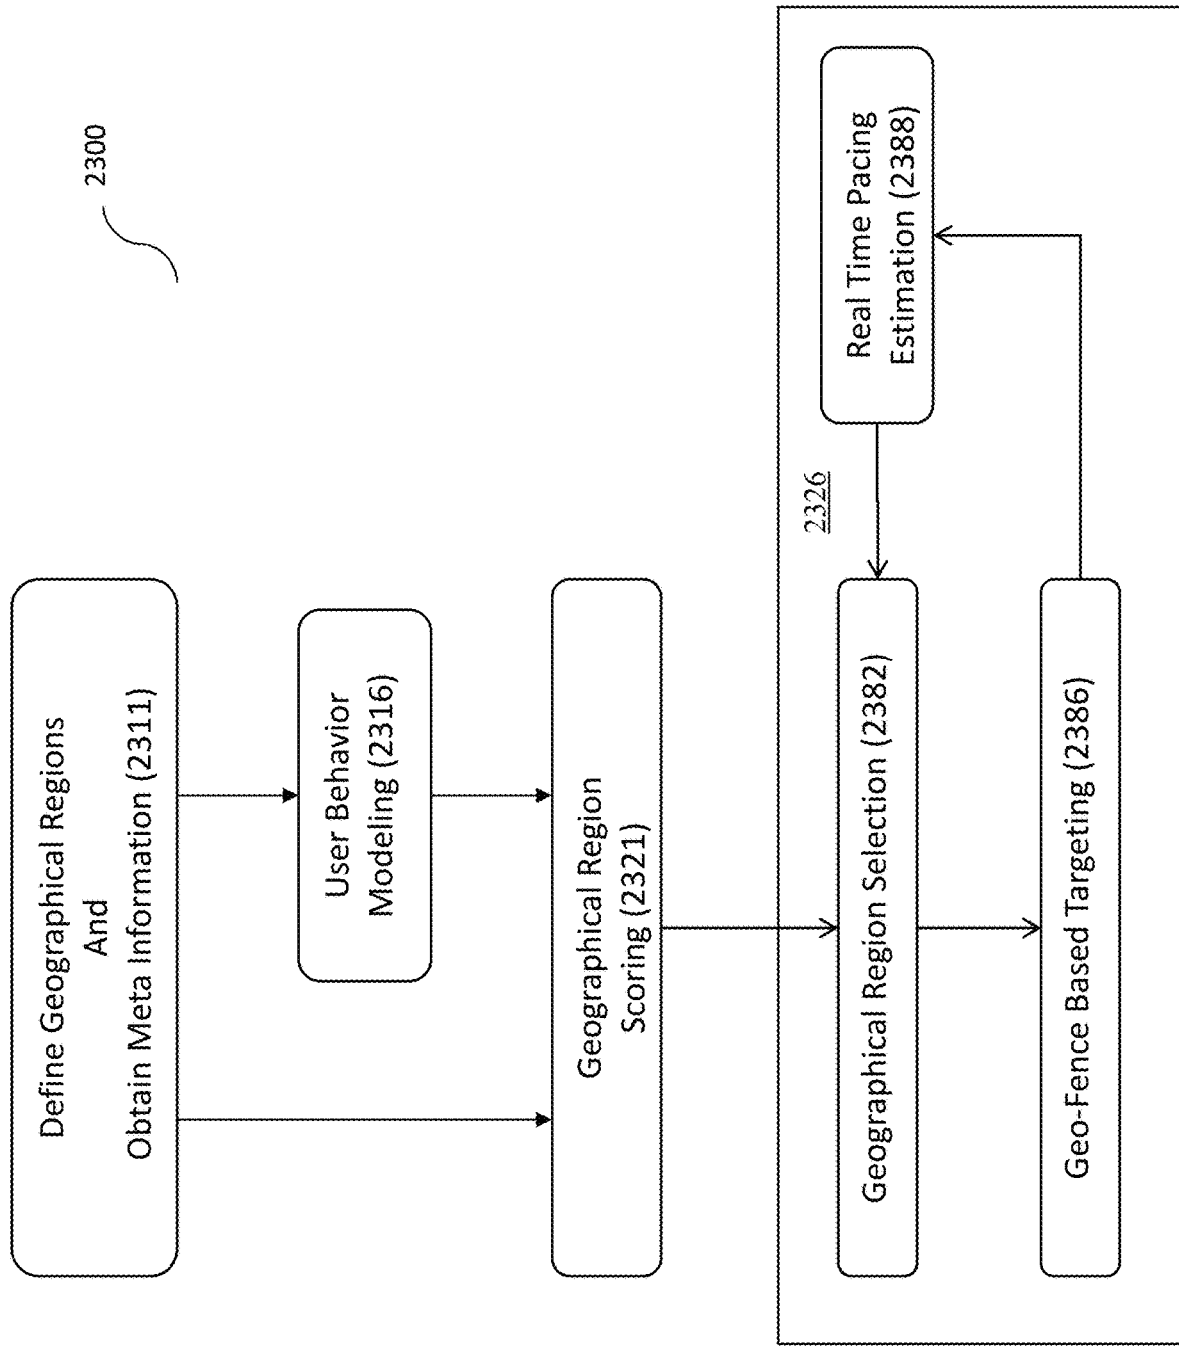 2300
Define Geographical Regions
And
Obtain Meta Information (2311)
User Behavior
Modeling (2316)
Geographical Region
Scoring (2321)
2326
Geographical Region Selection (2382)
Real Time Pacing
Estimation (2388)
Geo-Fence Based Targeting (2386)